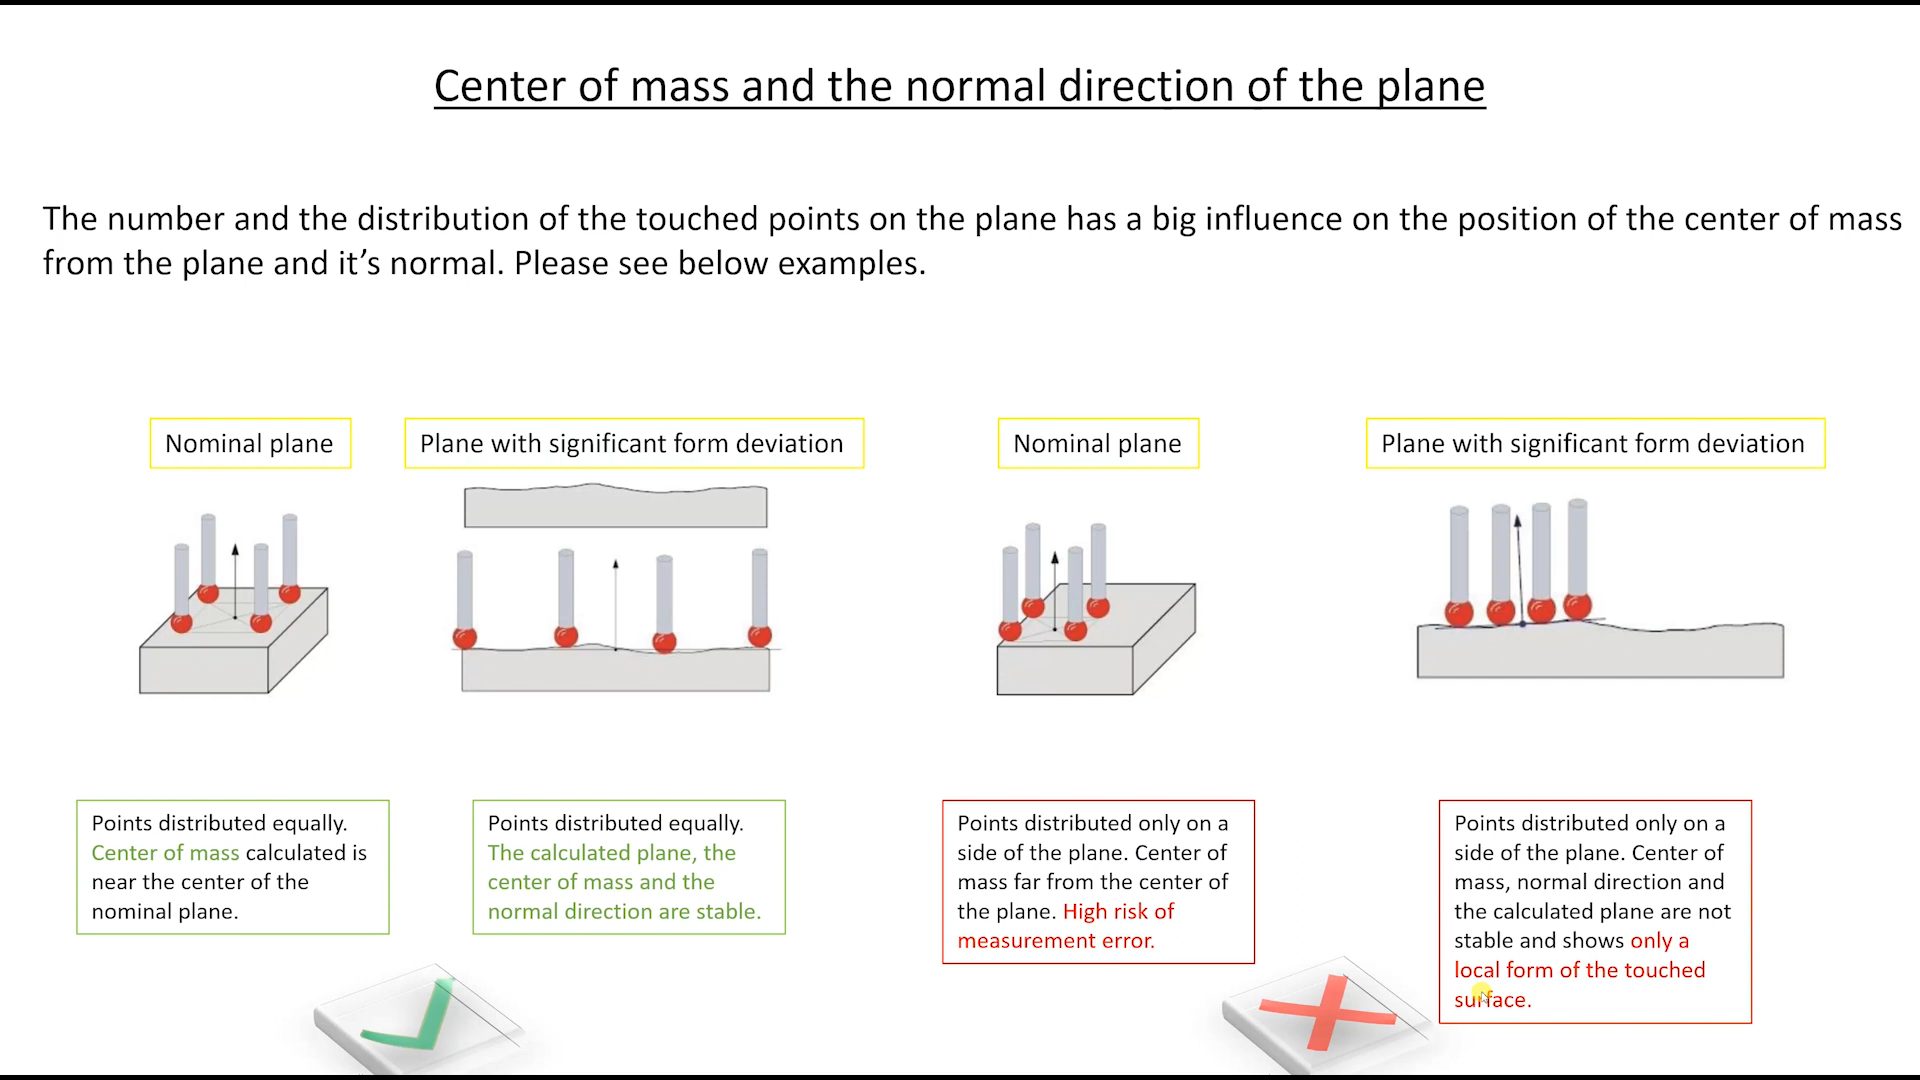 Center of mass and the normal direction of the plane
The number and the distribution of the touched points on the plane has a big influence on the position of the center of mass
from the plane and it’s normal. Please see below examples.
Nominal plane
Plane with significant form deviation
Nominal plane
Plane with significant form deviation
Points distributed equally.
Center of mass calculated is
near the center of the
nominal plane.
Points distributed equally.
The calculated plane, the
center of mass and the
normal direction are stable.
Points distributed only on a
side of the plane. Center of
mass far from the center of
the plane. High risk of
measurement error.
Points distributed only on a
side of the plane. Center of
mass, normal direction and
the calculated plane are not
stable and shows only a
local form of the touched
surface.